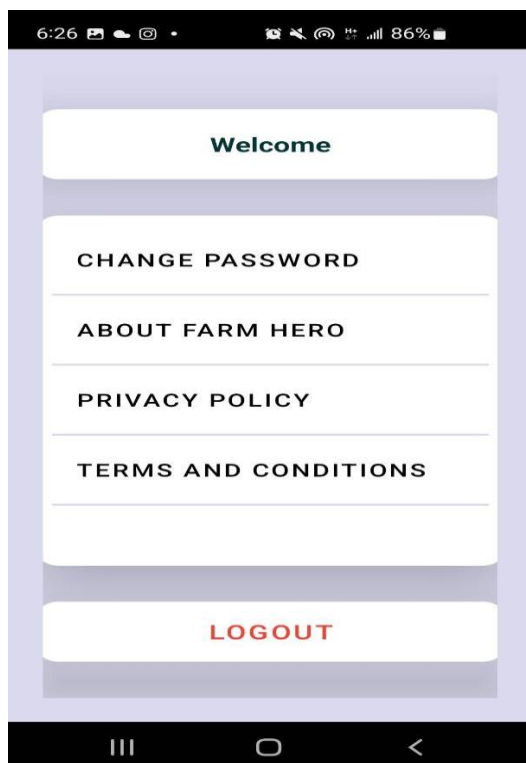 6:26 H+ 86%
Welcome
CHANGE PASSWORD
ABOUT FARM HERO
PRIVACY POLICY
TERMS AND CONDITIONS
LOGOUT